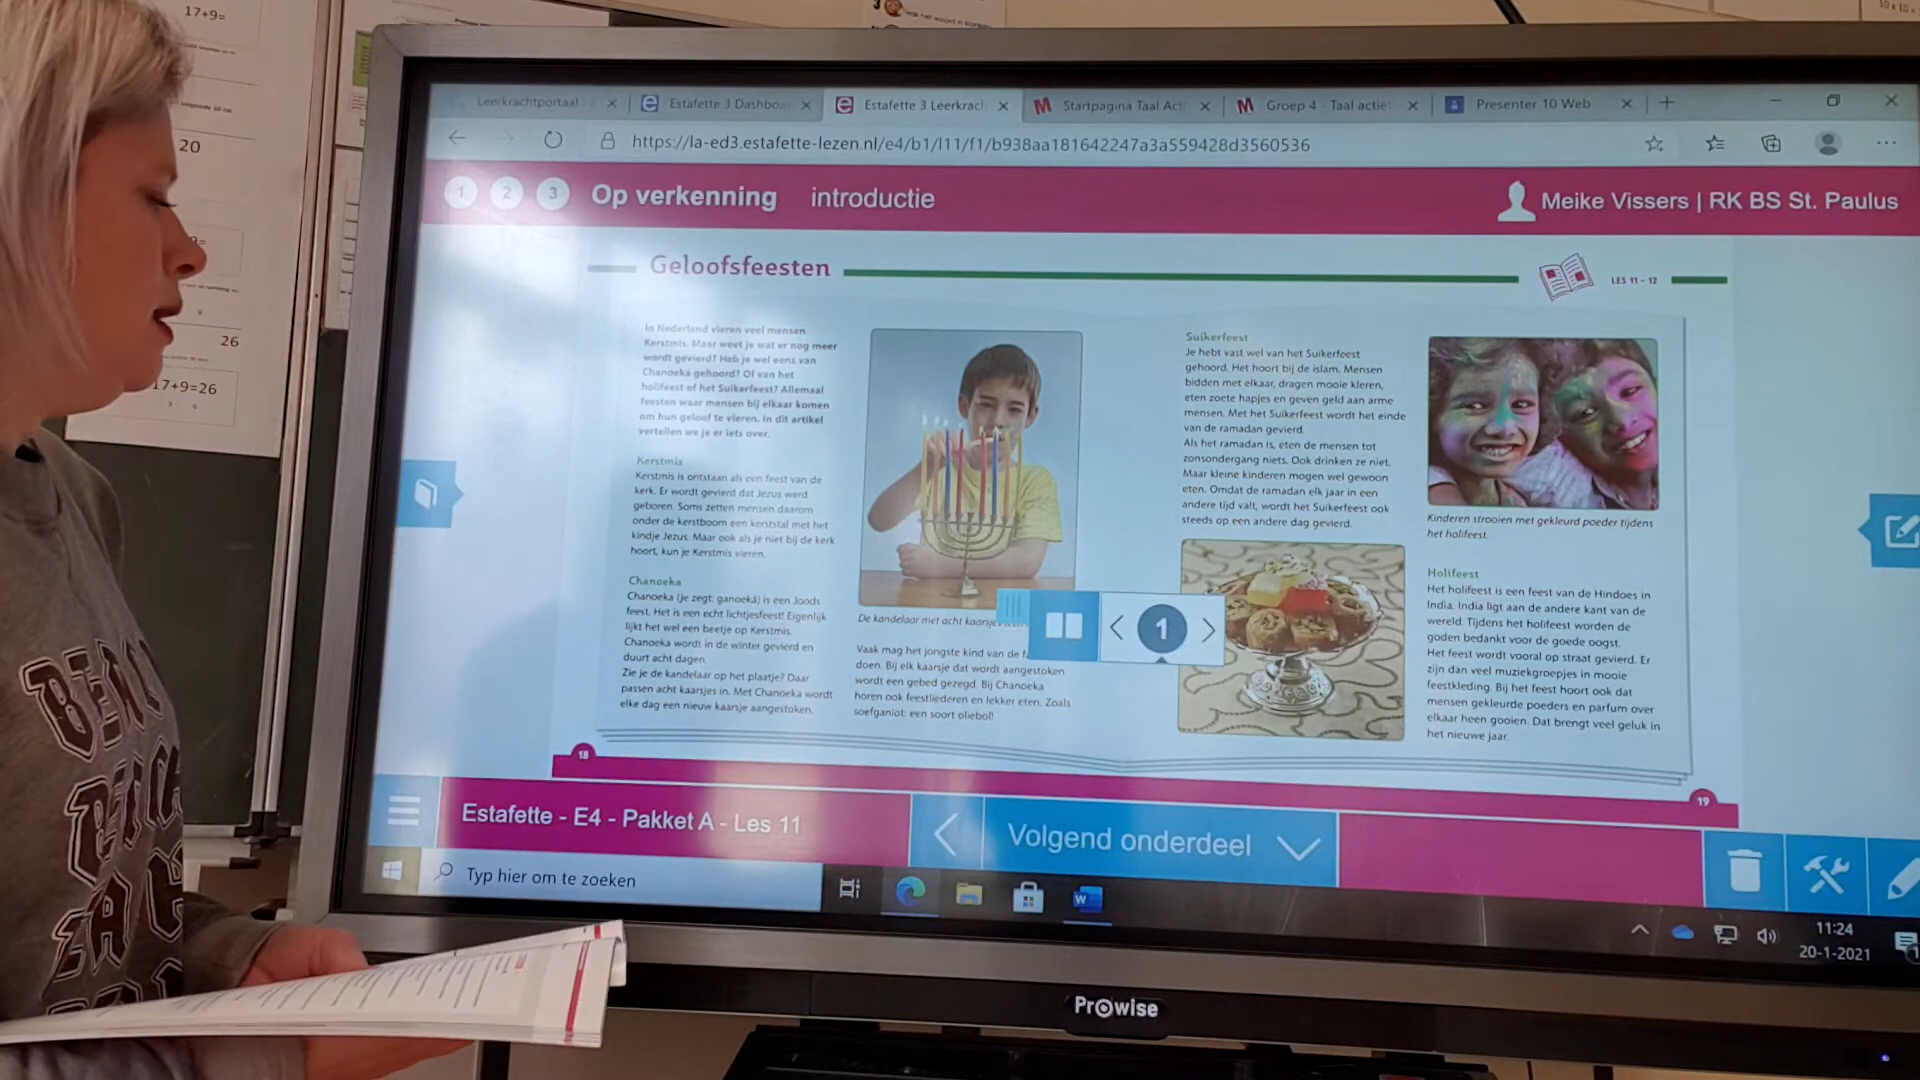 17+9=
20
26
17+9=26
Leerkrachtportaal
Estafette 3 Dashboa
Estafette 3 Leerkracl
Startpagina Taal Act
Groep 4 - Taal actief
Presenter 10 Web
https://la-ed3.estafette-lezen.nl/e4/b1/l11/f1/b938aa181642247a3a559428d3560536
1 2 3 Op verkenning introductie
Meike Vissers | RK BS St. Paulus
Geloofsfeesten
LES 11 - 12
In Nederland vieren veel mensen
Kerstmis. Maar weet je wat er nog meer
wordt gevierd? Heb je wel eens van
Chanoeka gehoord? Of van het
holifeest of het Suikerfeest? Allemaal
feesten waar mensen bij elkaar komen
om hun geloof te vieren. In dit artikel
vertellen we je er iets over.
Kerstmis
Kerstmis is ontstaan als een feest van de
kerk. Er wordt gevierd dat Jezus werd
geboren. Soms zetten mensen daarom
onder de kerstboom een kerststal met het
kindje Jezus. Maar ook als je niet bij de kerk
hoort, kun je Kerstmis vieren.
Chanoeka
Chanoeka (je zegt: ganoekà) is een Joods
feest. Het is een echt lichtjesfeest! Eigenlijk
lijkt het wel een beetje op Kerstmis.
Chanoeka wordt in de winter gevierd en
duurt acht dagen.
Zie je de kandelaar op het plaatje? Daar
passen acht kaarsjes in. Met Chanoeka wordt
elke dag een nieuw kaarsje aangestoken.
De kandelaar met acht kaarsje
Vaak mag het jongste kind van de fa
doen. Bij elk kaarsje dat wordt aangestoken
wordt een gebed gezegd. Bij Chanoeka
horen ook feestliederen en lekker eten. Zoals
soefganiot: een soort oliebol!
1
Suikerfeest
Je hebt vast wel van het Suikerfeest
gehoord. Het hoort bij de islam. Mensen
bidden met elkaar, dragen mooie kleren,
eten zoete hapjes en geven geld aan arme
mensen. Met het Suikerfeest wordt het einde
van de ramadan gevierd.
Als het ramadan is, eten de mensen tot
zonsondergang niets. Ook drinken ze niet.
Maar kleine kinderen mogen wel gewoon
eten. Omdat de ramadan elk jaar in een
andere tijd valt, wordt het Suikerfeest ook
steeds op een andere dag gevierd.
Kinderen strooien met gekleurd poeder tijdens
het holifeest.
Holifeest
Het holifeest is een feest van de Hindoes in
India. India ligt aan de andere kant van de
wereld. Tijdens het holifeest worden de
goden bedankt voor de goede oogst.
Het feest wordt vooral op straat gevierd. Er
zijn dan veel muziekgroepjes in mooie
feestkleding. Bij het feest hoort ook dat
mensen gekleurde poeders en parfum over
elkaar heen gooien. Dat brengt veel geluk in
het nieuwe jaar.
18
19
Estafette - E4 - Pakket A - Les 11
Volgend onderdeel
Typ hier om te zoeken
11:24
20-1-2021
Prowise